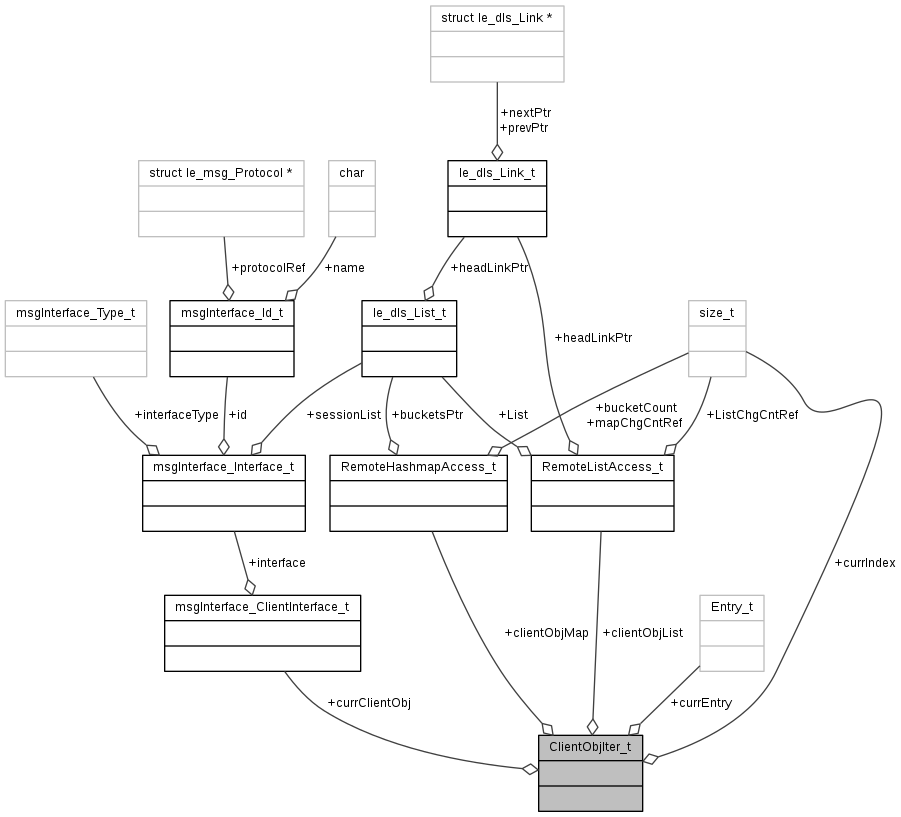 struct le_dls_Link *
+nextPtr
+prevPtr
struct le_msg_Protocol *
char
le_dls_Link_t
+protocolRef
+name
+headLinkPtr
msgInterface_Type_t
msgInterface_Id_t
le_dls_List_t
size_t
+headLinkPtr
+interfaceType
+id
+sessionList
+bucketsPtr
+List
+bucketCount
+mapChgCntRef
+ListChgCntRef
msgInterface_Interface_t
RemoteHashmapAccess_t
RemoteListAccess_t
+interface
+currIndex
msgInterface_ClientInterface_t
Entry_t
+clientObjMap
+clientObjList
+currClientObj
+currEntry
ClientObjIter_t